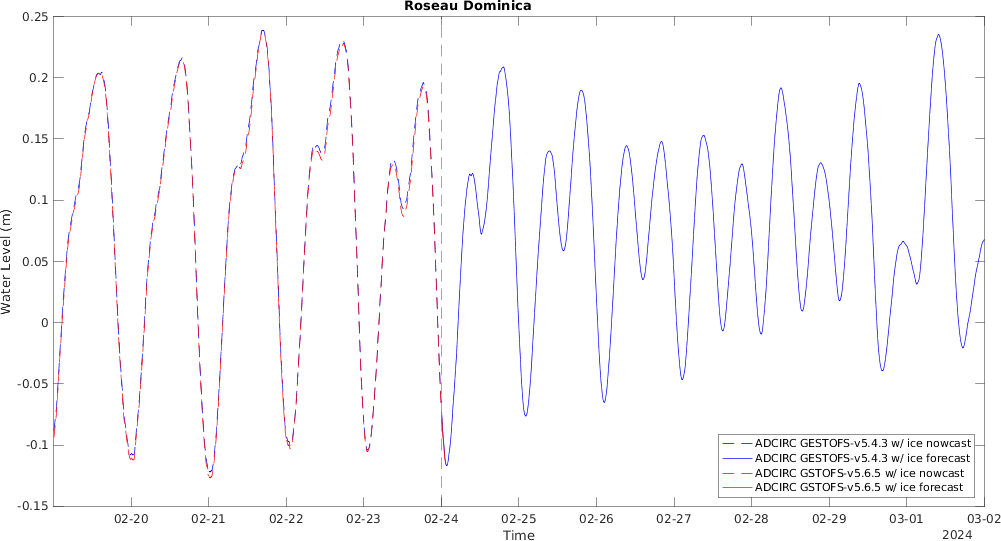 Roseau Dominica
0.25
0.2
0.15
0.1
0.05
0
-0.05
-0.1
-0.15
Water Level (m)
02-20 02-21 02-22 02-23 02-24 02-25 02-26 02-27 02-28 02-29 03-01 03-02
Time
2024
ADCIRC GESTOFS-v5.4.3 w/ ice nowcast
ADCIRC GESTOFS-v5.4.3 w/ ice forecast
ADCIRC GSTOFS-v5.6.5 w/ ice nowcast
ADCIRC GSTOFS-v5.6.5 w/ ice forecast